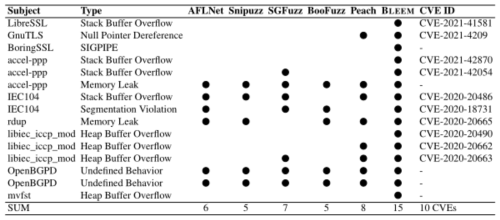 Subject Type AFLNet Snipuzz SGFuzz BooFuzz Peach BLEEM CVE ID
LibreSSL Stack Buffer Overflow ● CVE-2021-41581
GnuTLS Null Pointer Dereference ● ● CVE-2021-4209
BoringSSL SIGPIPE ● -
accel-ppp Stack Buffer Overflow ● CVE-2021-42870
accel-ppp Stack Buffer Overflow ● ● CVE-2021-42054
accel-ppp Memory Leak ● ● ● ● ● ● -
IEC104 Stack Buffer Overflow ● ● ● ● ● CVE-2020-20486
IEC104 Segmentation Violation ● ● ● ● CVE-2020-18731
rdup Memory Leak ● ● ● ● ● CVE-2020-20665
libiec_iccp_mod Heap Buffer Overflow ● CVE-2020-20490
libiec_iccp_mod Heap Buffer Overflow ● ● CVE-2020-20662
libiec_iccp_mod Heap Buffer Overflow ● ● ● CVE-2020-20663
OpenBGPD Undefined Behavior ● ● ● ● ● ● -
OpenBGPD Undefined Behavior ● ● ● ● ● ● -
mvfst Heap Buffer Overflow ● -
SUM 6 5 7 5 8 15 10 CVEs